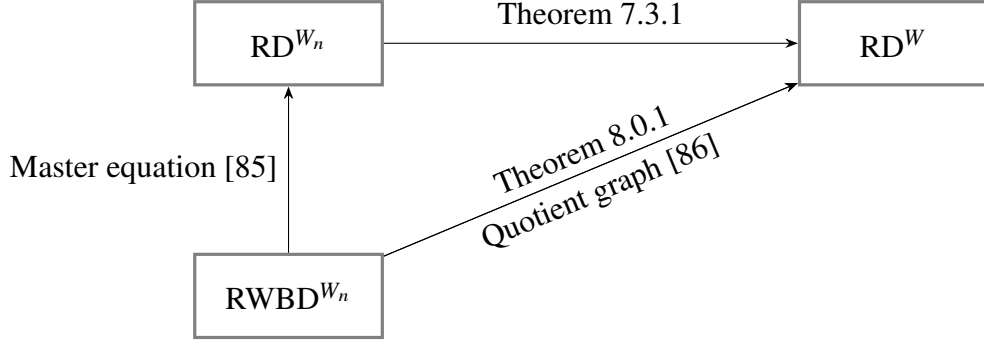 Theorem 7.3.1
RD^{W_n}
RD^W
Theorem 8.0.1
Master equation [85]
Quotient graph [86]
RWBD^{W_n}